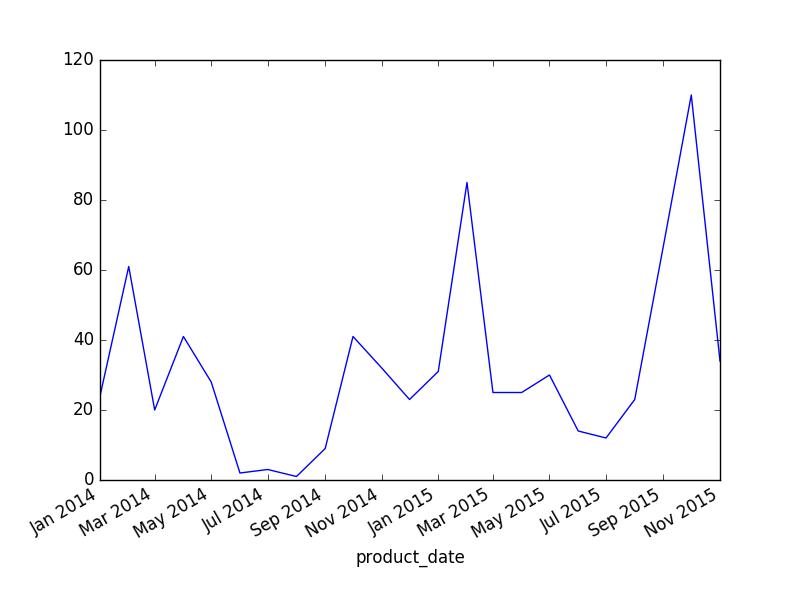 120
100
80
60
40
20
0
Jan 2014
Mar 2014
May 2014
Jul 2014
Sep 2014
Nov 2014
Jan 2015
Mar 2015
May 2015
Jul 2015
Sep 2015
Nov 2015
product_date